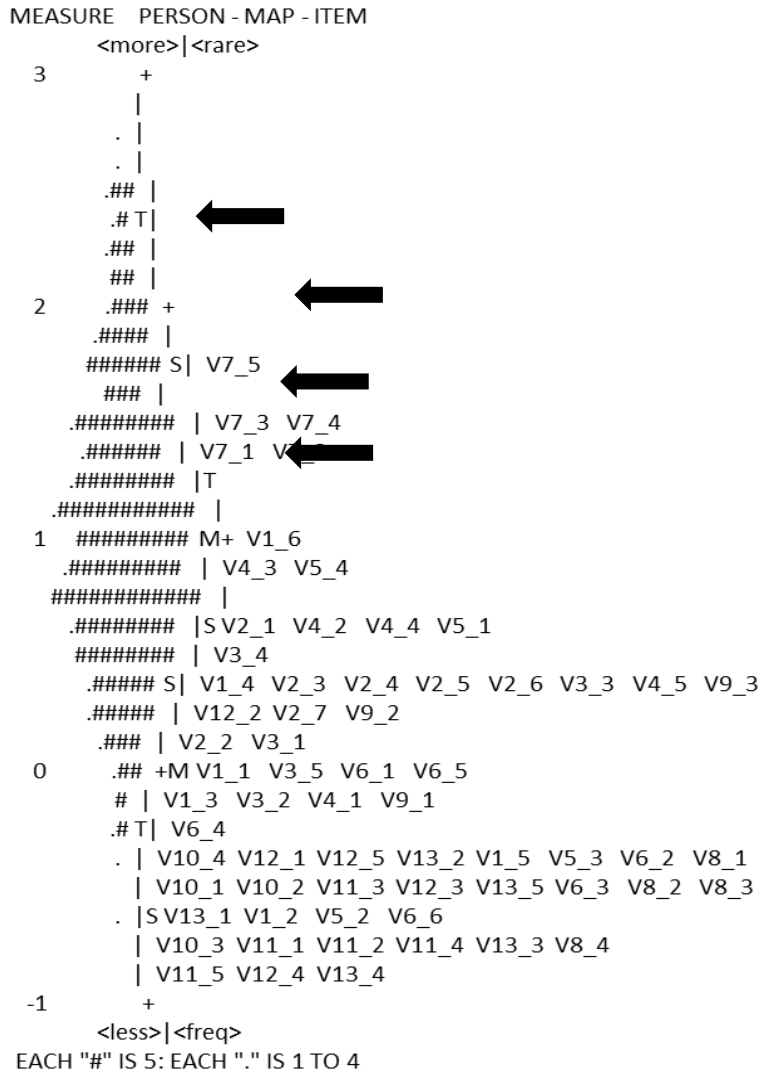 MEASURE PERSON - MAP - ITEM
<more>|<rare>
3 +
|
. |
. |
.## |
.# T|
.## |
## |
2 .### +
.#### |
###### S| V7_5
### |
.######## | V7_3 V7_4
.###### | V7_1
.######## |T
.########### |
1 ######### M+ V1_6
.######### | V4_3 V5_4
############ |
.######## |S V2_1 V4_2 V4_4 V5_1
######## | V3_4
.##### S| V1_4 V2_3 V2_4 V2_5 V2_6 V3_3 V4_5 V9_3
.##### | V12_2 V2_7 V9_2
.### | V2_2 V3_1
0 .## +M V1_1 V3_5 V6_1 V6_5
# | V1_3 V3_2 V4_1 V9_1
.# T| V6_4
. | V10_4 V12_1 V12_5 V13_2 V1_5 V5_3 V6_2 V8_1
| V10_1 V10_2 V11_3 V12_3 V13_5 V6_3 V8_2 V8_3
. |S V13_1 V1_2 V5_2 V6_6
| V10_3 V11_1 V11_2 V11_4 V13_3 V8_4
| V11_5 V12_4 V13_4
-1 +
<less>|<freq>
EACH "#" IS 5: EACH "." IS 1 TO 4